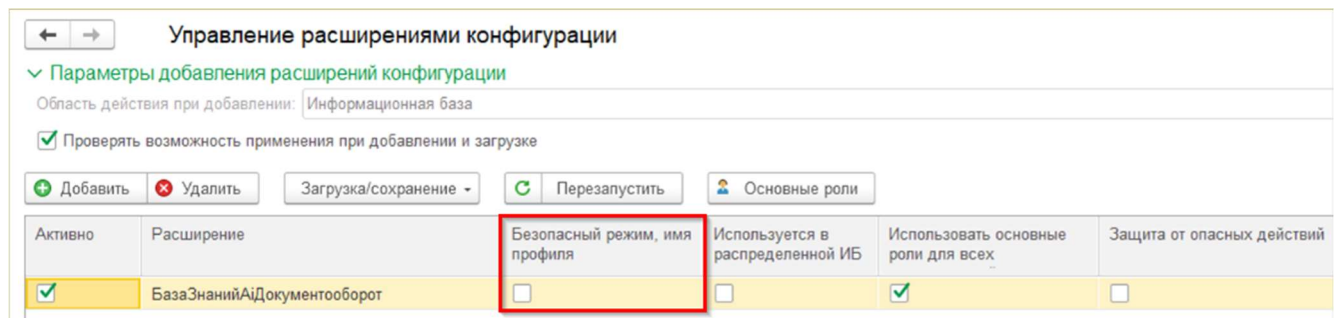 Управление расширениями конфигурации
Параметры добавления расширений конфигурации
Область действия при добавлении: Информационная база
Проверять возможность применения при добавлении и загрузке
Добавить Удалить Загрузка/сохранение Перезапустить Основные роли
Активно Расширение Безопасный режим, имя Используется в Использовать основные Защита от опасных действий
профиля распределенной ИБ роли для всех
БазаЗнанийAiДокументооборот